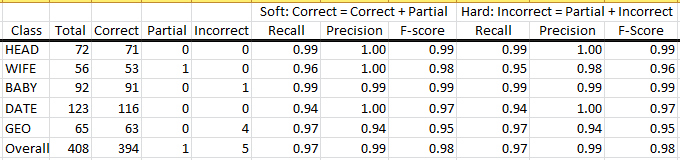 Soft: Correct = Correct + Partial Hard: Incorrect = Partial + Incorrect
Class Total Correct Partial Incorrect Recall Precision F-score Recall Precision F-Score
HEAD 72 71 0 0 0.99 1.00 0.99 0.99 1.00 0.99
WIFE 56 53 1 0 0.96 1.00 0.98 0.95 0.98 0.96
BABY 92 91 0 1 0.99 0.99 0.99 0.99 0.99 0.99
DATE 123 116 0 0 0.94 1.00 0.97 0.94 1.00 0.97
GEO 65 63 0 4 0.97 0.94 0.95 0.97 0.94 0.95
Overall 408 394 1 5 0.97 0.99 0.98 0.97 0.99 0.98